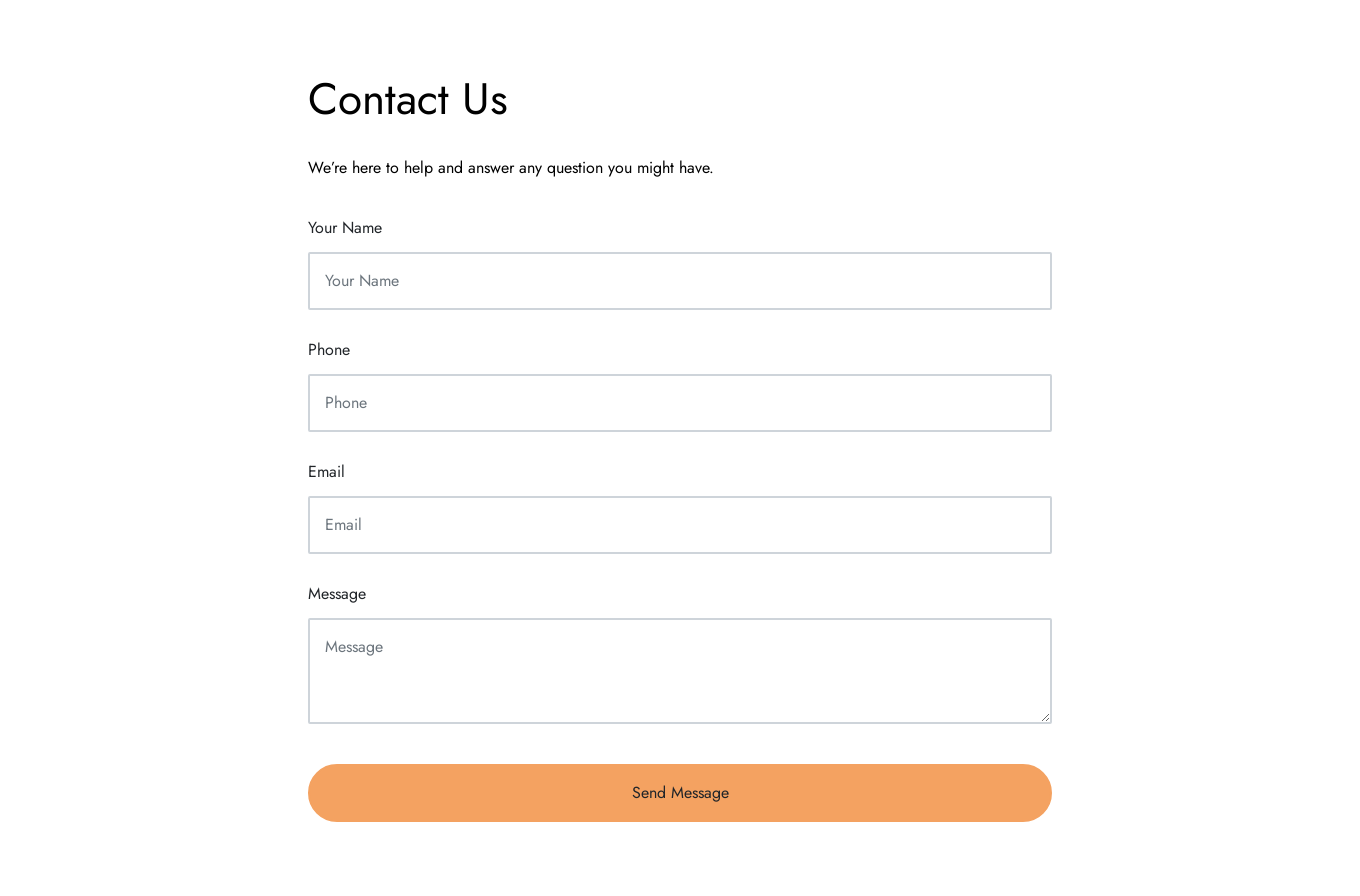 Contact Us
We’re here to help and answer any question you might have.
Your Name
Your Name
Phone
Phone
Email
Email
Message
Message
Send Message